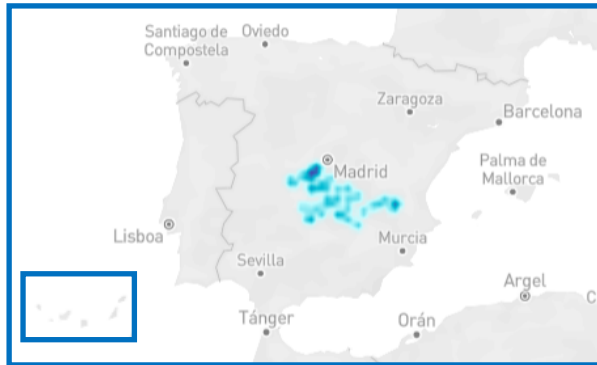 Santiago de
Compostela
Oviedo
Zaragoza
Barcelona
Madrid
Palma de
Mallorca
Lisboa
Murcia
Sevilla
Argel
Tánger
Orán
C